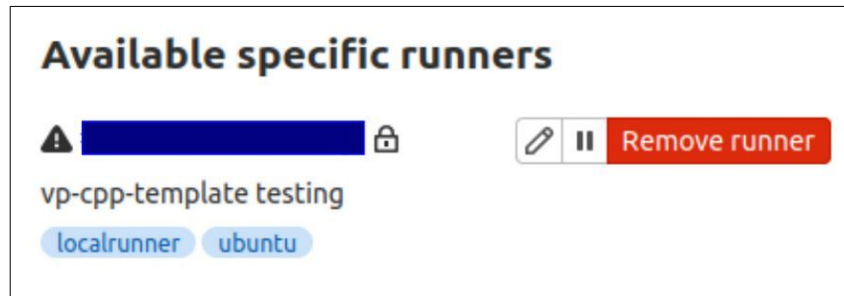 Available specific runners
Remove runner
vp-cpp-template testing
localrunner ubuntu